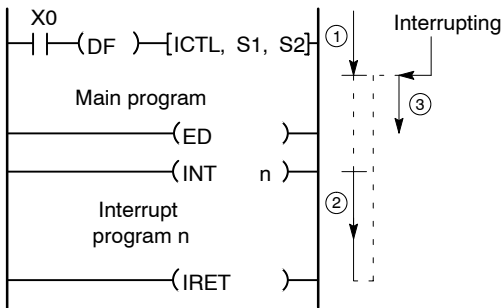 X0
(DF ) [ICTL, S1, S2]
① Interrupting
Main program
③
(ED )
(INT n )
②
Interrupt
program n
(IRET )